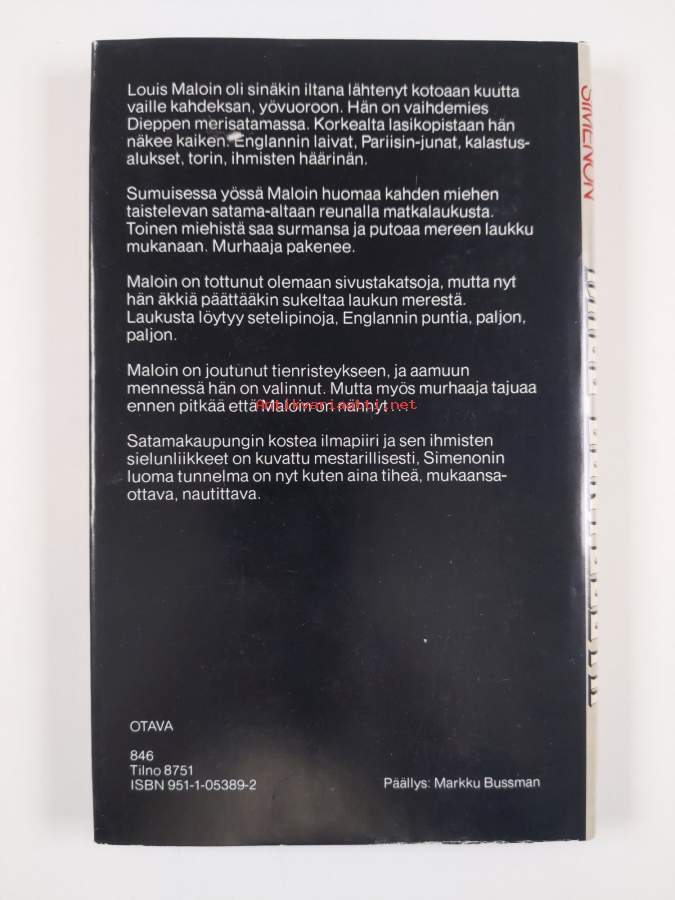 Louis Maloin oli sinäkin iltana lähtenyt kotoaan kuutta
vaille kahdeksan, yövuoroon. Hän on vaihdemies
Dieppen merisatamassa. Korkealta lasikopistaan hän
näkee kaiken: Englannin laivat, Pariisin-junat, kalastus-
alukset, torin, ihmisten häärinän.
Sumuisessa yössä Maloin huomaa kahden miehen
taistelevan satama-altaan reunalla matkalaukusta.
Toinen miehistä saa surmansa ja putoaa mereen laukku
mukanaan. Murhaaja pakenee.
Maloin on tottunut olemaan sivustakatsoja, mutta nyt
hän äkkiä päättääkin sukeltaa laukun merestä.
Laukusta löytyy setelipinoja, Englannin puntia, paljon,
paljon.
Maloin on joutunut tienristeykseen, ja aamuun
mennessä hän on valinnut. Mutta myös murhaaja tajuaa
ennen pitkää että Maloin on nähnyt . . .
Antikvariaatti.net
Satamakaupungin kostea ilmapiiri ja sen ihmisten
sielunliikkeet on kuvattu mestarillisesti, Simenonin
luoma tunnelma on nyt kuten aina tiheä, mukaansa-
ottava, nautittava.
OTAVA
846
Tilno 8751
ISBN 951-1-05389-2
Päällys: Markku Bussman
SIMENON